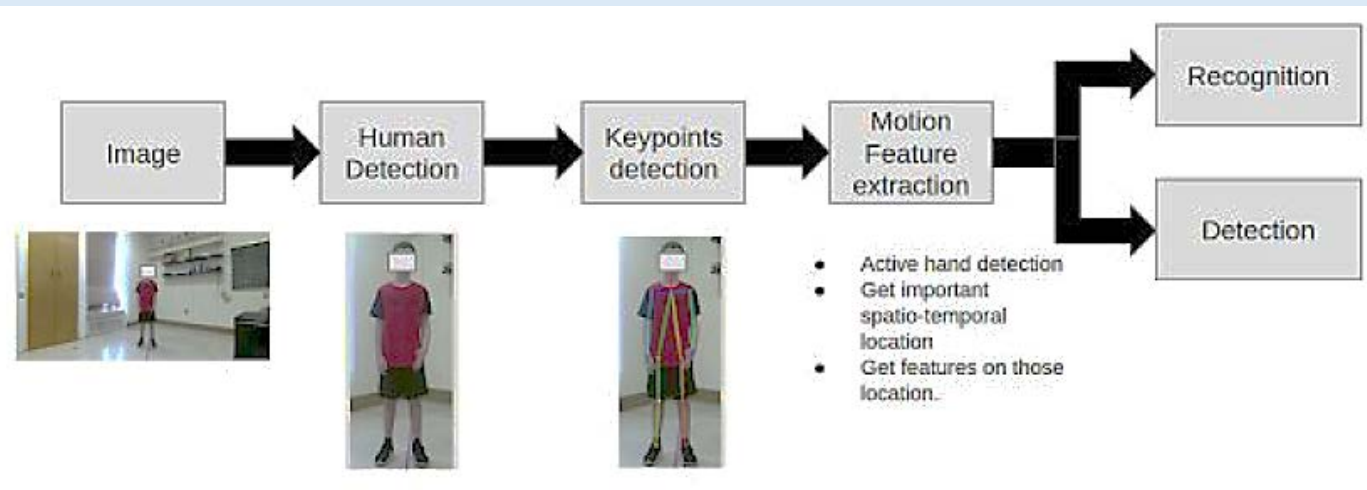 Image
Human
Detection
Keypoints
detection
Motion
Feature
extraction
Recognition
Detection
• Active hand detection
• Get important
spatio-temporal
location
• Get features on those
location.